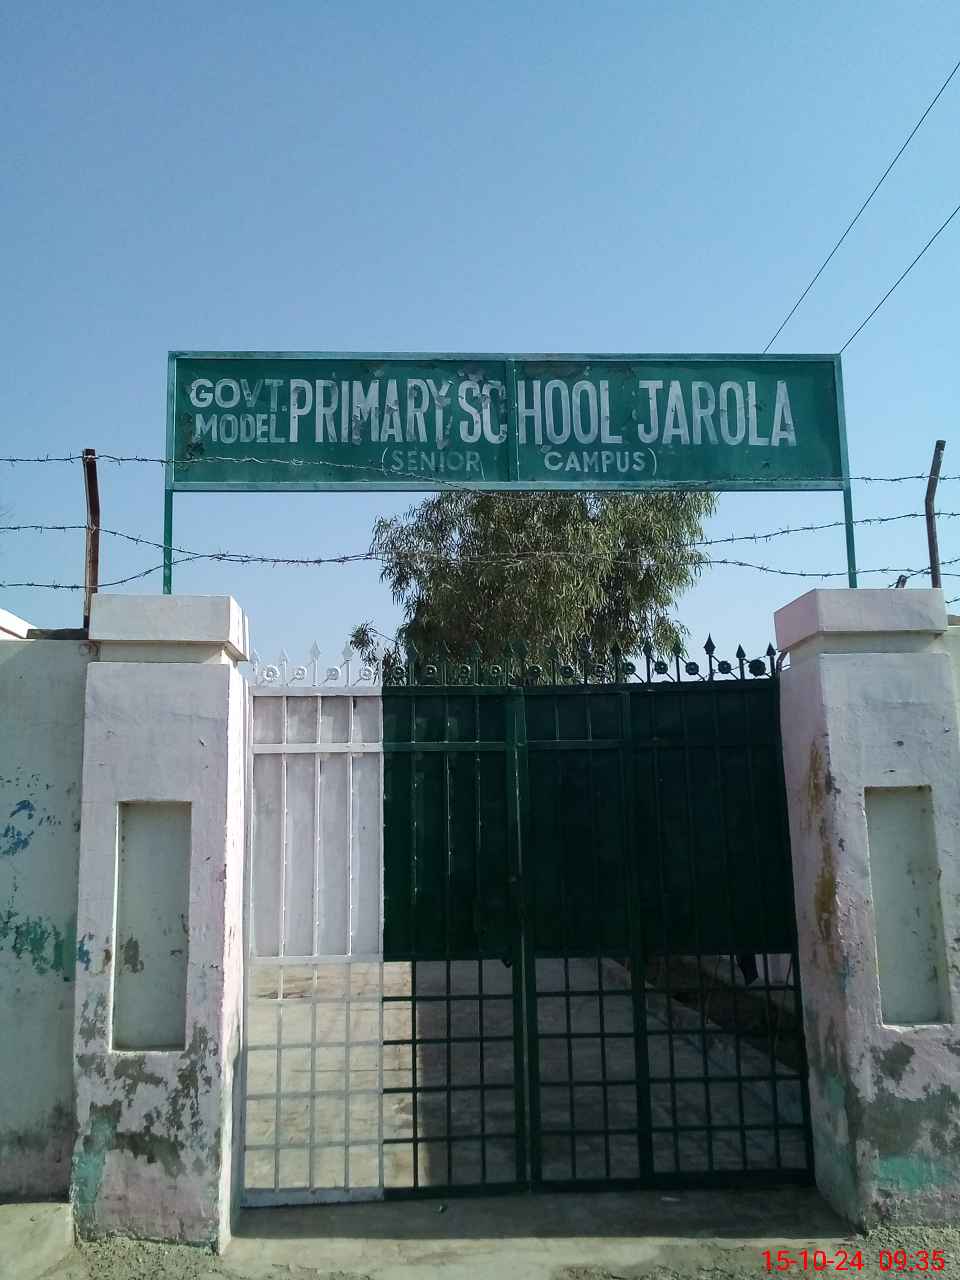 GOVT. MODEL PRIMARY SCHOOL JAROLA
(SENIOR CAMPUS)
15-10-24 09:35